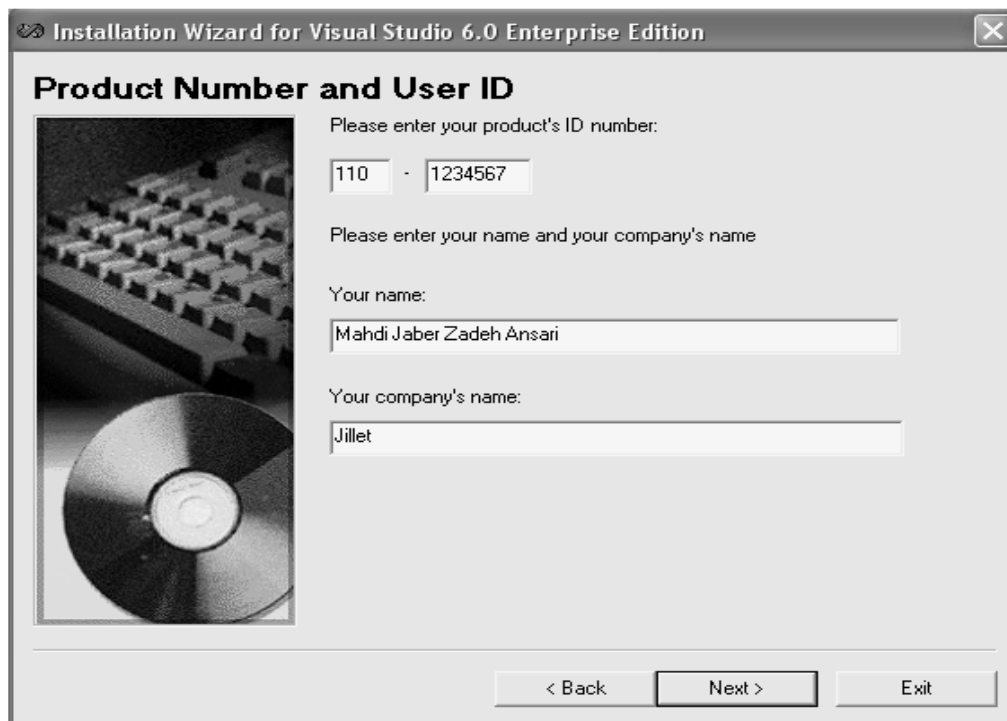 Installation Wizard for Visual Studio 6.0 Enterprise Edition
Product Number and User ID
Please enter your product's ID number:
110 - 1234567
Please enter your name and your company's name
Your name:
Mahdi Jaber Zadeh Ansari
Your company's name:
Jillet
< Back Next > Exit